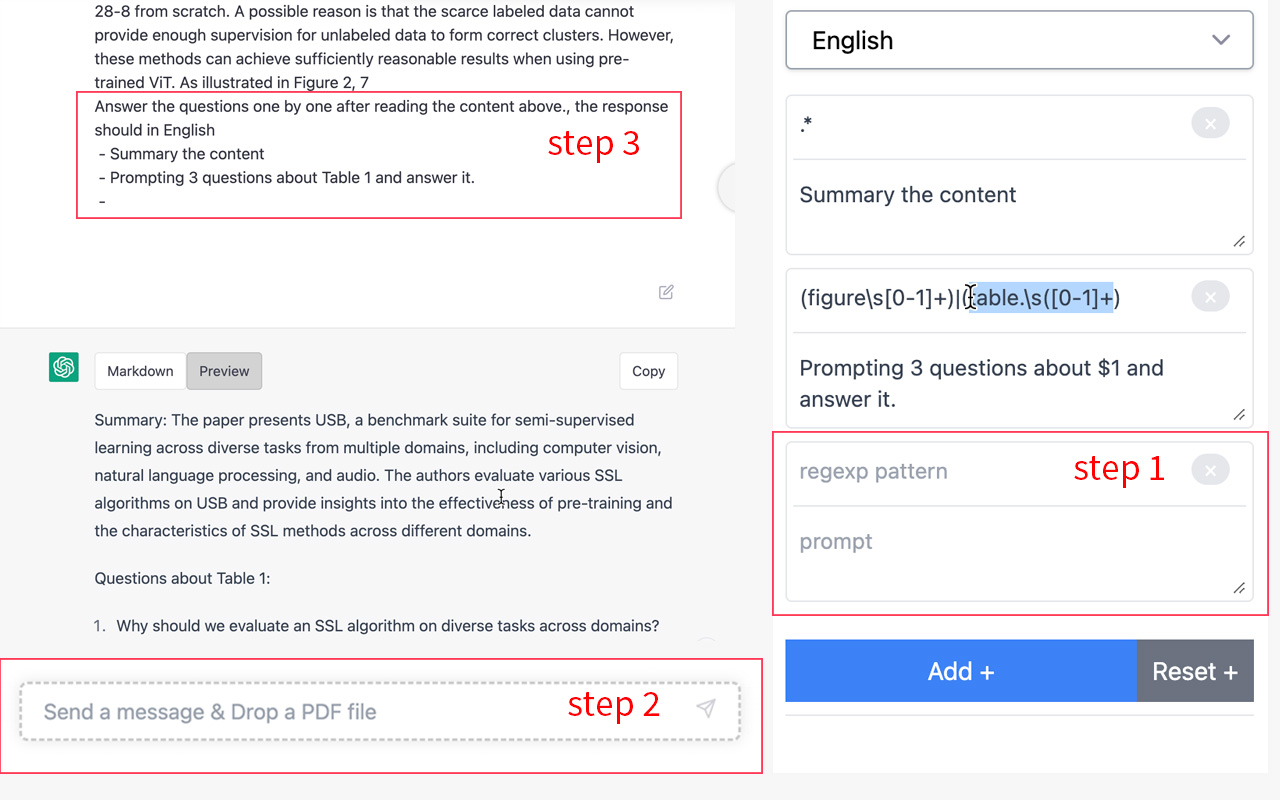 28-8 from scratch. A possible reason is that the scarce labeled data cannot
provide enough supervision for unlabeled data to form correct clusters. However,
these methods can achieve sufficiently reasonable results when using pre-
trained ViT. As illustrated in Figure 2, 7
Answer the questions one by one after reading the content above., the response
should in English
- Summary the content
- Prompting 3 questions about Table 1 and answer it.
-
step 3
Markdown
Preview
Copy
Summary: The paper presents USB, a benchmark suite for semi-supervised
learning across diverse tasks from multiple domains, including computer vision,
natural language processing, and audio. The authors evaluate various SSL
algorithms on USB and provide insights into the effectiveness of pre-training and
the characteristics of SSL methods across different domains.
Questions about Table 1:
1. Why should we evaluate an SSL algorithm on diverse tasks across domains?
Send a message & Drop a PDF file
step 2
English
.*
Summary the content
(figure\s[0-1]+)|(table.\s([0-1]+)
Prompting 3 questions about $1 and
answer it.
regexp pattern
step 1
prompt
Add +
Reset +